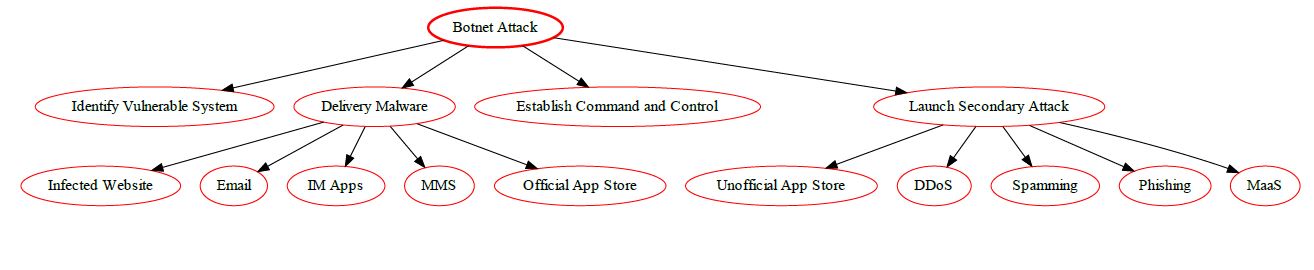 Botnet Attack
Identify Vulnerable System
Delivery Malware
Establish Command and Control
Launch Secondary Attack
Infected Website
Email
IM Apps
MMS
Official App Store
Unofficial App Store
DDoS
Spamming
Phishing
MaaS